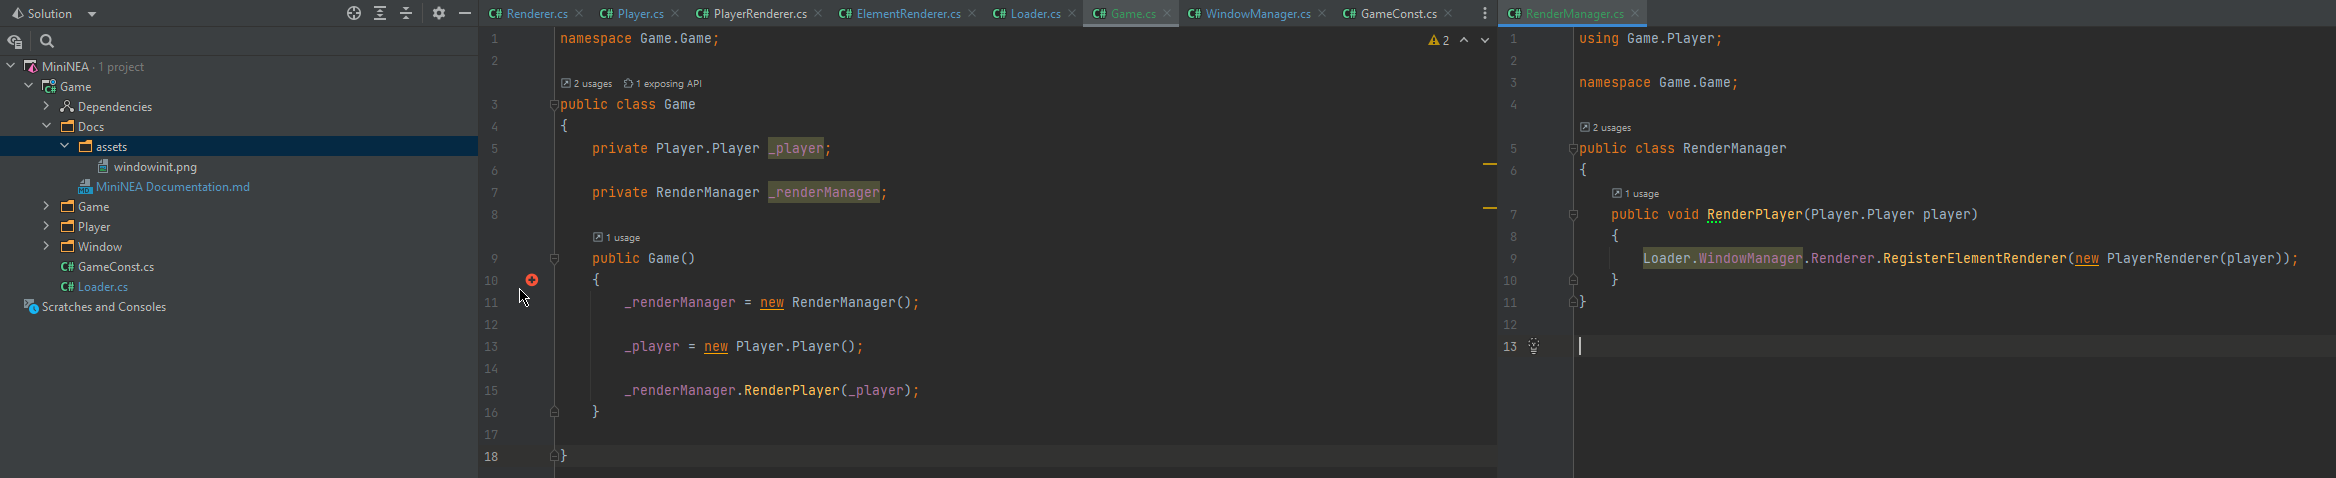 Solution
MiniNEA · 1 project
Game
Dependencies
Docs
assets
windowinit.png
MiniNEA Documentation.md
Game
Player
Window
C# GameConst.cs
C# Loader.cs
Scratches and Consoles
C# Renderer.cs C# Player.cs C# PlayerRenderer.cs C# ElementRenderer.cs C# Loader.cs C# Game.cs C# WindowManager.cs C# GameConst.cs
2
1 namespace Game.Game;
2
2 usages 1 exposing API
3 public class Game
4 {
5 private Player.Player _player;
6
7 private RenderManager _renderManager;
8
1 usage
9 public Game()
10 {
11 _renderManager = new RenderManager();
12
13 _player = new Player.Player();
14
15 _renderManager.RenderPlayer(_player);
16 }
17
18 }
C# RenderManager.cs
1 using Game.Player;
2
3 namespace Game.Game;
4
2 usages
5 public class RenderManager
6 {
1 usage
7 public void RenderPlayer(Player.Player player)
8 {
9 Loader.WindowManager.Renderer.RegisterElementRenderer(new PlayerRenderer(player));
10 }
11 }
12
13